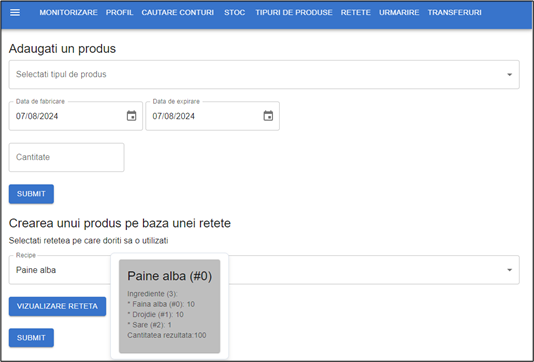 MONITORIZARE PROFIL CAUTARE CONTURI STOC TIPURI DE PRODUSE RETETE URMARIRE TRANSFERURI
Adaugati un produs
Selectati tipul de produs
Data de fabricare Data de expirare
07/08/2024 07/08/2024
Cantitate
SUBMIT
Crearea unui produs pe baza unei retete
Selectati retetea pe care doriti sa o utilizati
Recipe
Paine alba
VIZUALIZARE RETETA
Paine alba (#0)
Ingrediente (3):
* Faina alba (#0): 10
* Drojdie (#1): 10
* Sare (#2): 1
Cantitatea rezultata:100
SUBMIT